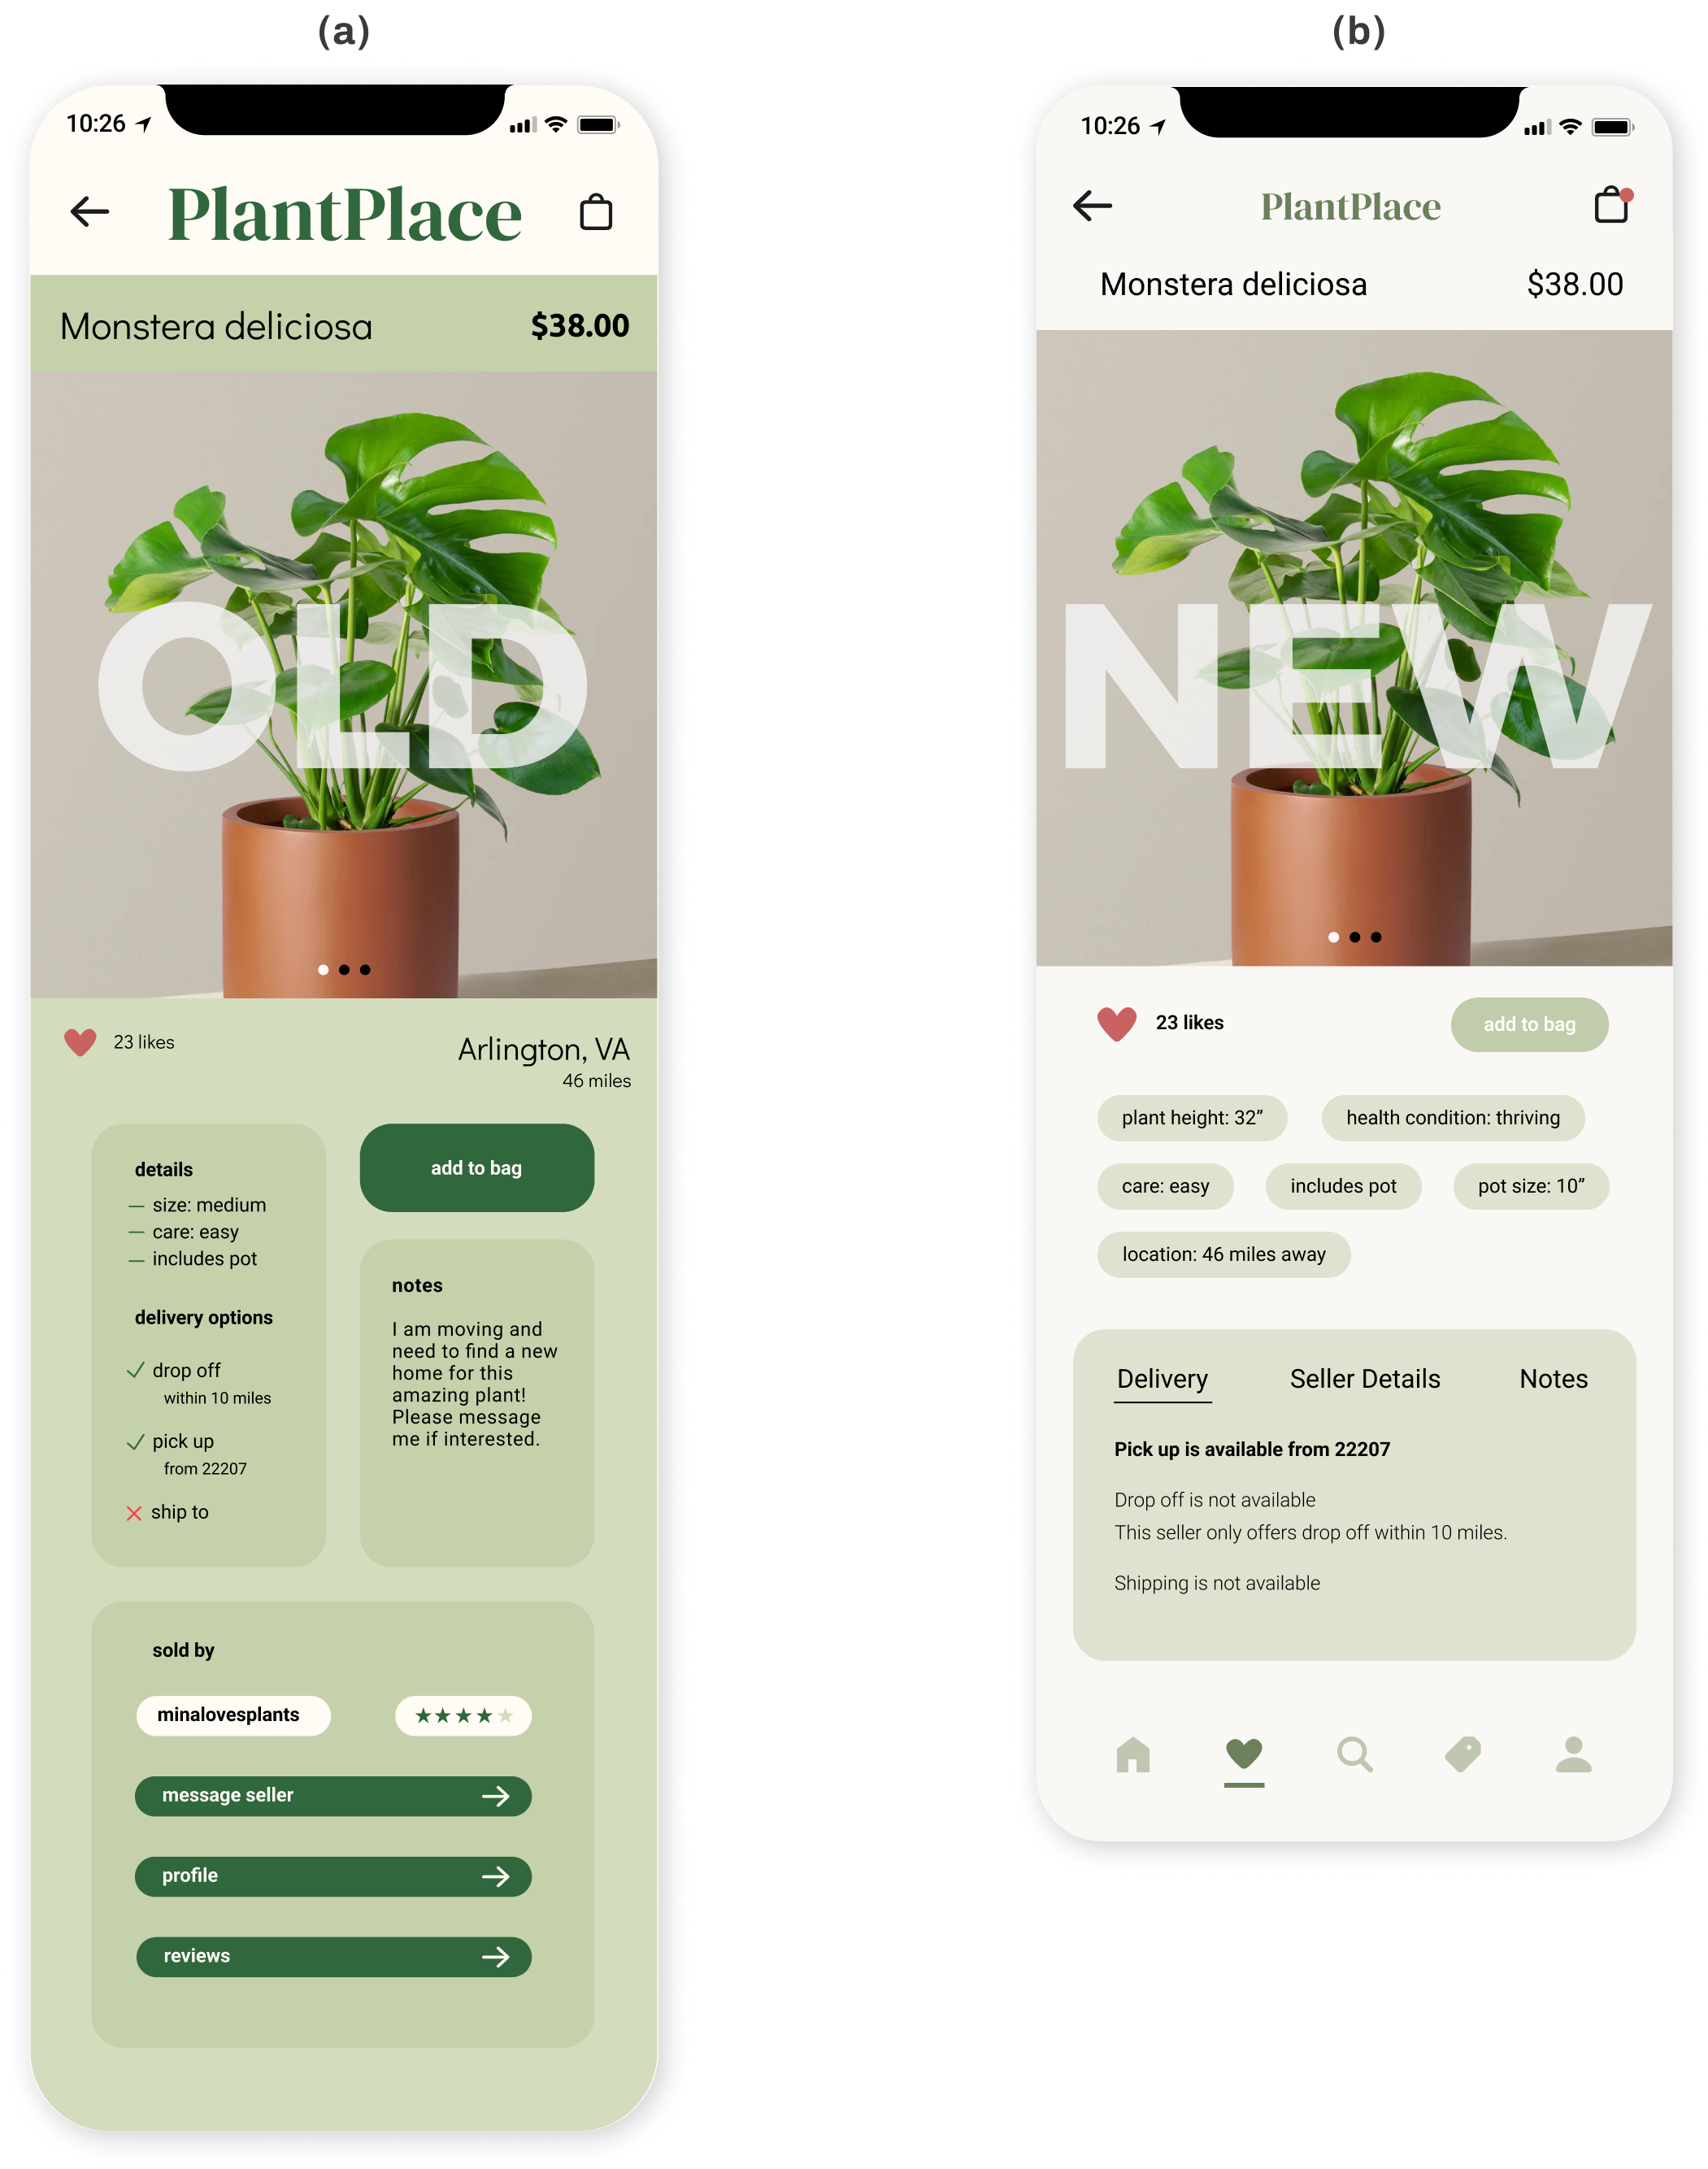 (a)
10:26
PlantPlace
Monstera deliciosa
$38.00
OLD
23 likes
Arlington, VA
46 miles
details
— size: medium
— care: easy
— includes pot
delivery options
drop off
within 10 miles
pick up
from 22207
ship to
add to bag
notes
I am moving and
need to find a new
home for this
amazing plant!
Please message
me if interested.
sold by
minalovesplants
message seller
profile
reviews
(b)
10:26
PlantPlace
Monstera deliciosa
$38.00
NEW
23 likes
add to bag
plant height: 32”
health condition: thriving
care: easy
includes pot
pot size: 10”
location: 46 miles away
Delivery
Seller Details
Notes
Pick up is available from 22207
Drop off is not available
This seller only offers drop off within 10 miles.
Shipping is not available